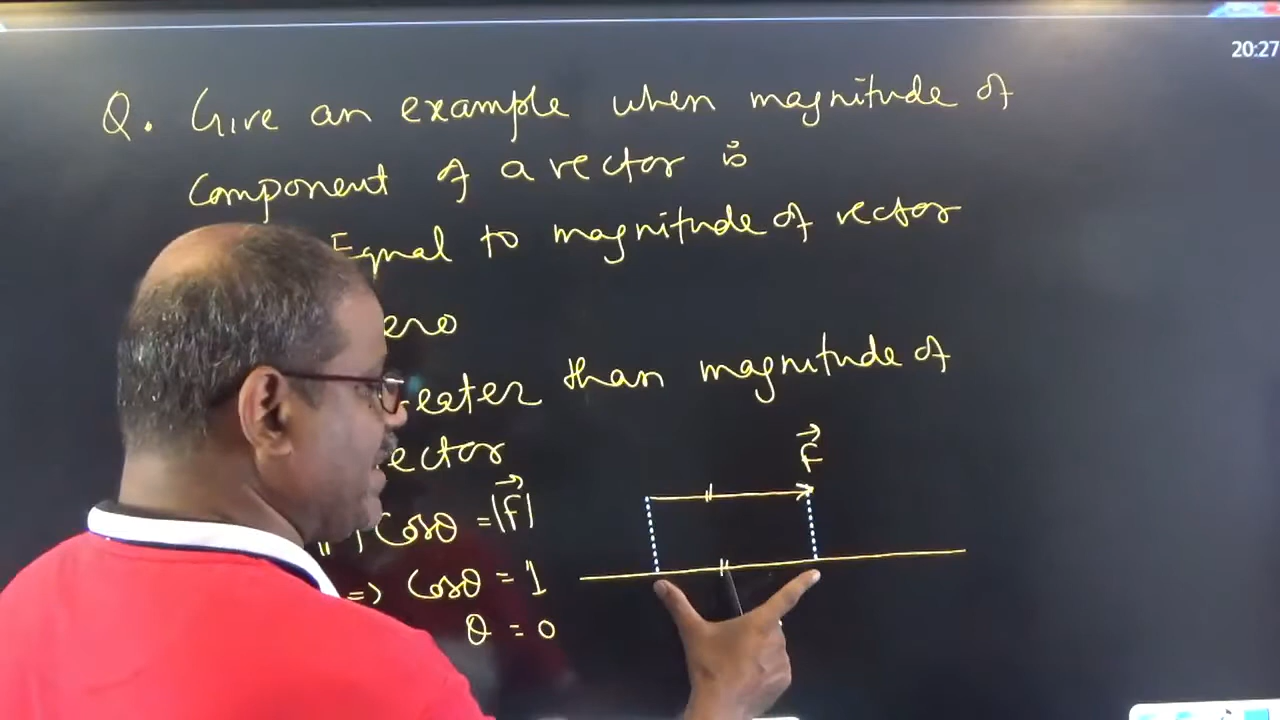 20:27
Q. Give an example when magnitude of
component of a vector is
Equal to magnitude of vector
ero
eater than magnitude of
ector
F
|| | Cosθ = |F|
=> Cosθ = 1
θ = 0